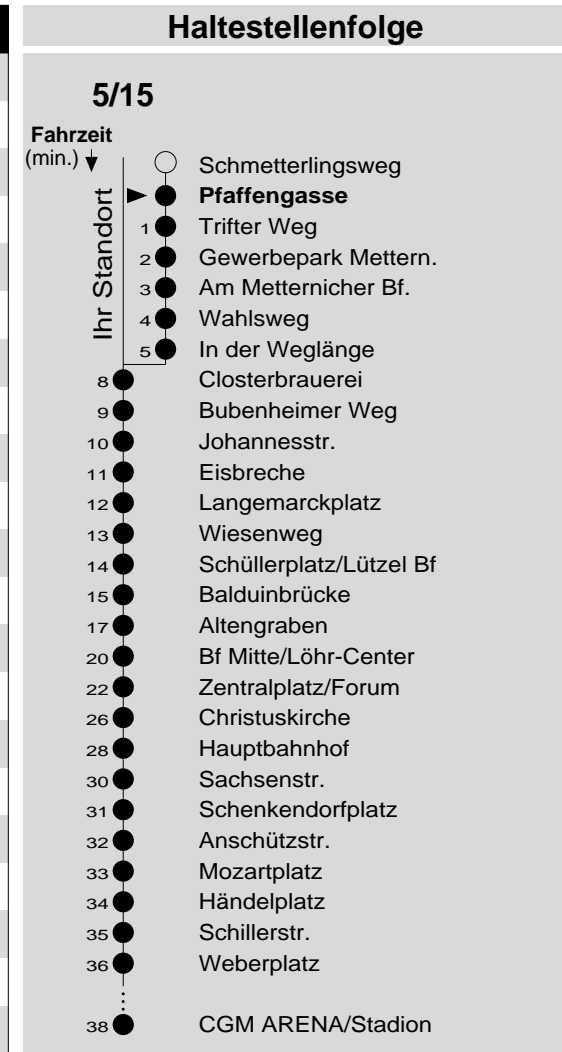 Haltestellenfolge
5/15
Fahrzeit
(min.)
Ihr Standort
Schmetterlingsweg
Pfaffengasse
1 Trifter Weg
2 Gewerbepark Mettern.
3 Am Metternicher Bf.
4 Wahlsweg
5 In der Weglänge
8 Closterbrauerei
9 Bubenheimer Weg
10 Johannesstr.
11 Eisbreche
12 Langemarckplatz
13 Wiesenweg
14 Schüllerplatz/Lützel Bf
15 Balduinbrücke
17 Altengraben
20 Bf Mitte/Löhr-Center
22 Zentralplatz/Forum
26 Christuskirche
28 Hauptbahnhof
30 Sachsenstr.
31 Schenkendorfplatz
32 Anschützstr.
33 Mozartplatz
34 Händelplatz
35 Schillerstr.
36 Weberplatz
38 CGM ARENA/Stadion